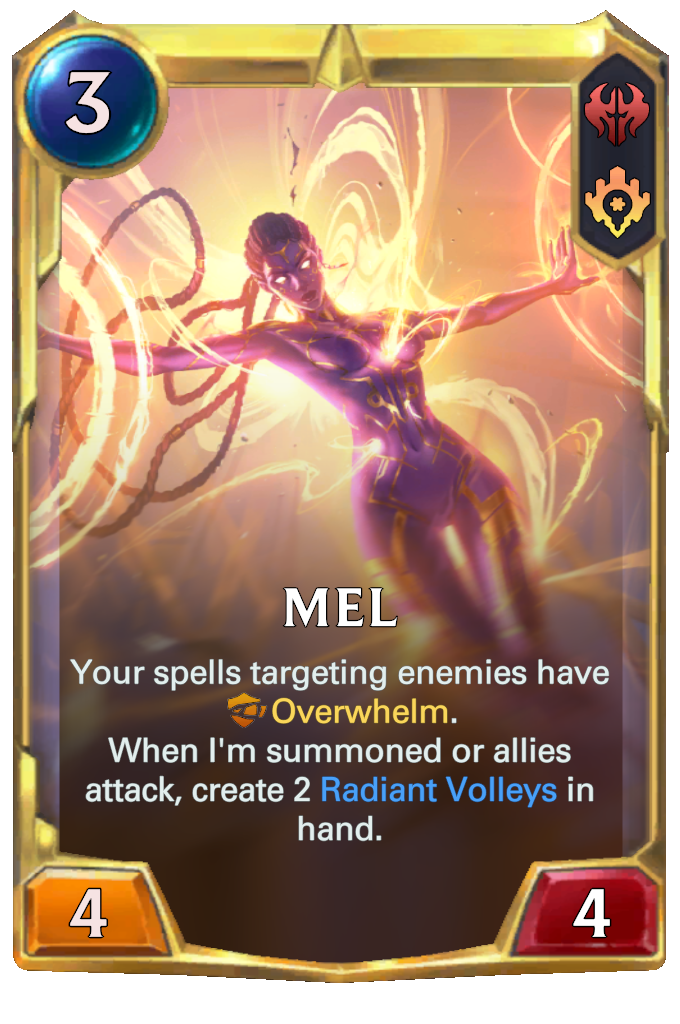 3
MEL
Your spells targeting enemies have
Overwhelm.
When I'm summoned or allies
attack, create 2 Radiant Volleys in
hand.
4
4